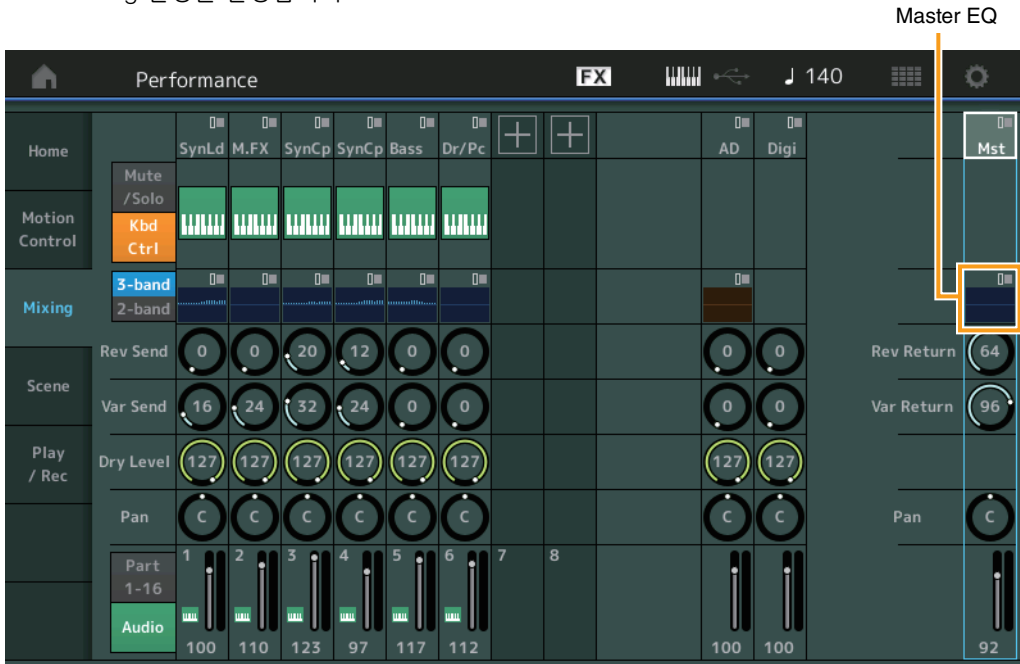 Master EQ
Performance FX 140
SynLd M.FX SynCp SynCp Bass Dr/Pc AD Digi Mst
Home
Mute
/Solo
Motion
Control
Kbd
Ctrl
3-band
2-band
Mixing
Rev Send 0 0 20 12 0 0 0 0 Rev Return 64
Scene
Var Send 16 24 32 24 0 0 0 0 Var Return 96
Play
/ Rec
Dry Level 127 127 127 127 127 127 127 127
Pan C C C C C C C C Pan C
1 2 3 4 5 6 7 8
Part
1-16
Audio
100 110 123 97 117 112 100 100 92